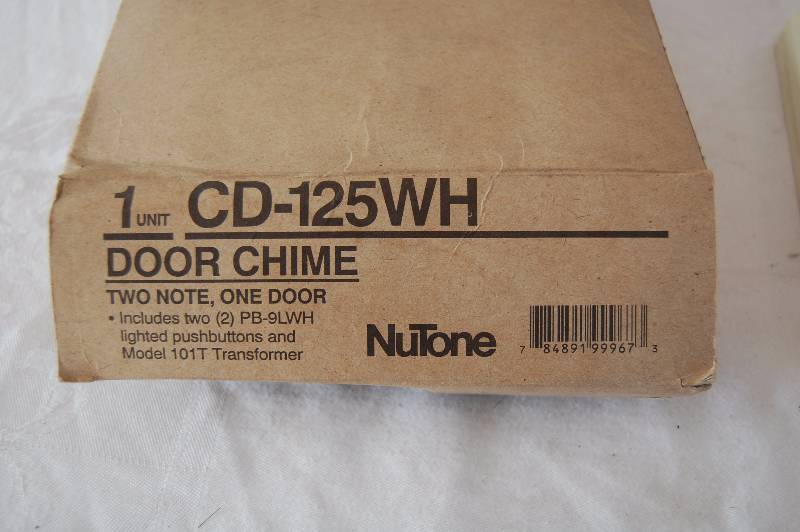 1 UNIT CD-125WH
DOOR CHIME
TWO NOTE, ONE DOOR
• Includes two (2) PB-9LWH
lighted pushbuttons and
Model 101T Transformer
NuTone
7 84891 99967 3